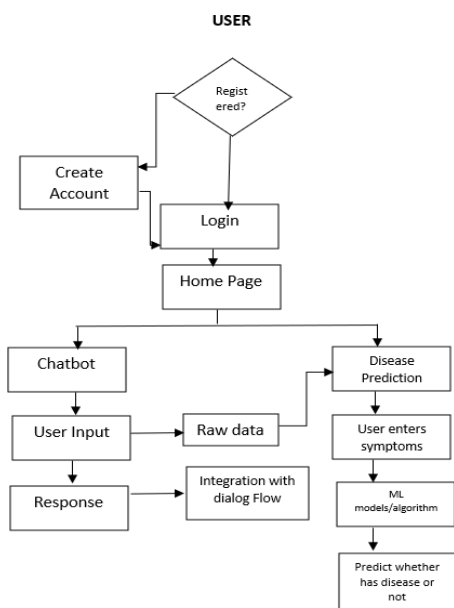 USER
Regist
ered?
Create
Account
Login
Home Page
Chatbot
Disease
Prediction
User Input
Raw data
User enters
symptoms
Response
Integration with
dialog Flow
ML
models/algorithm
Predict whether
has disease or
not